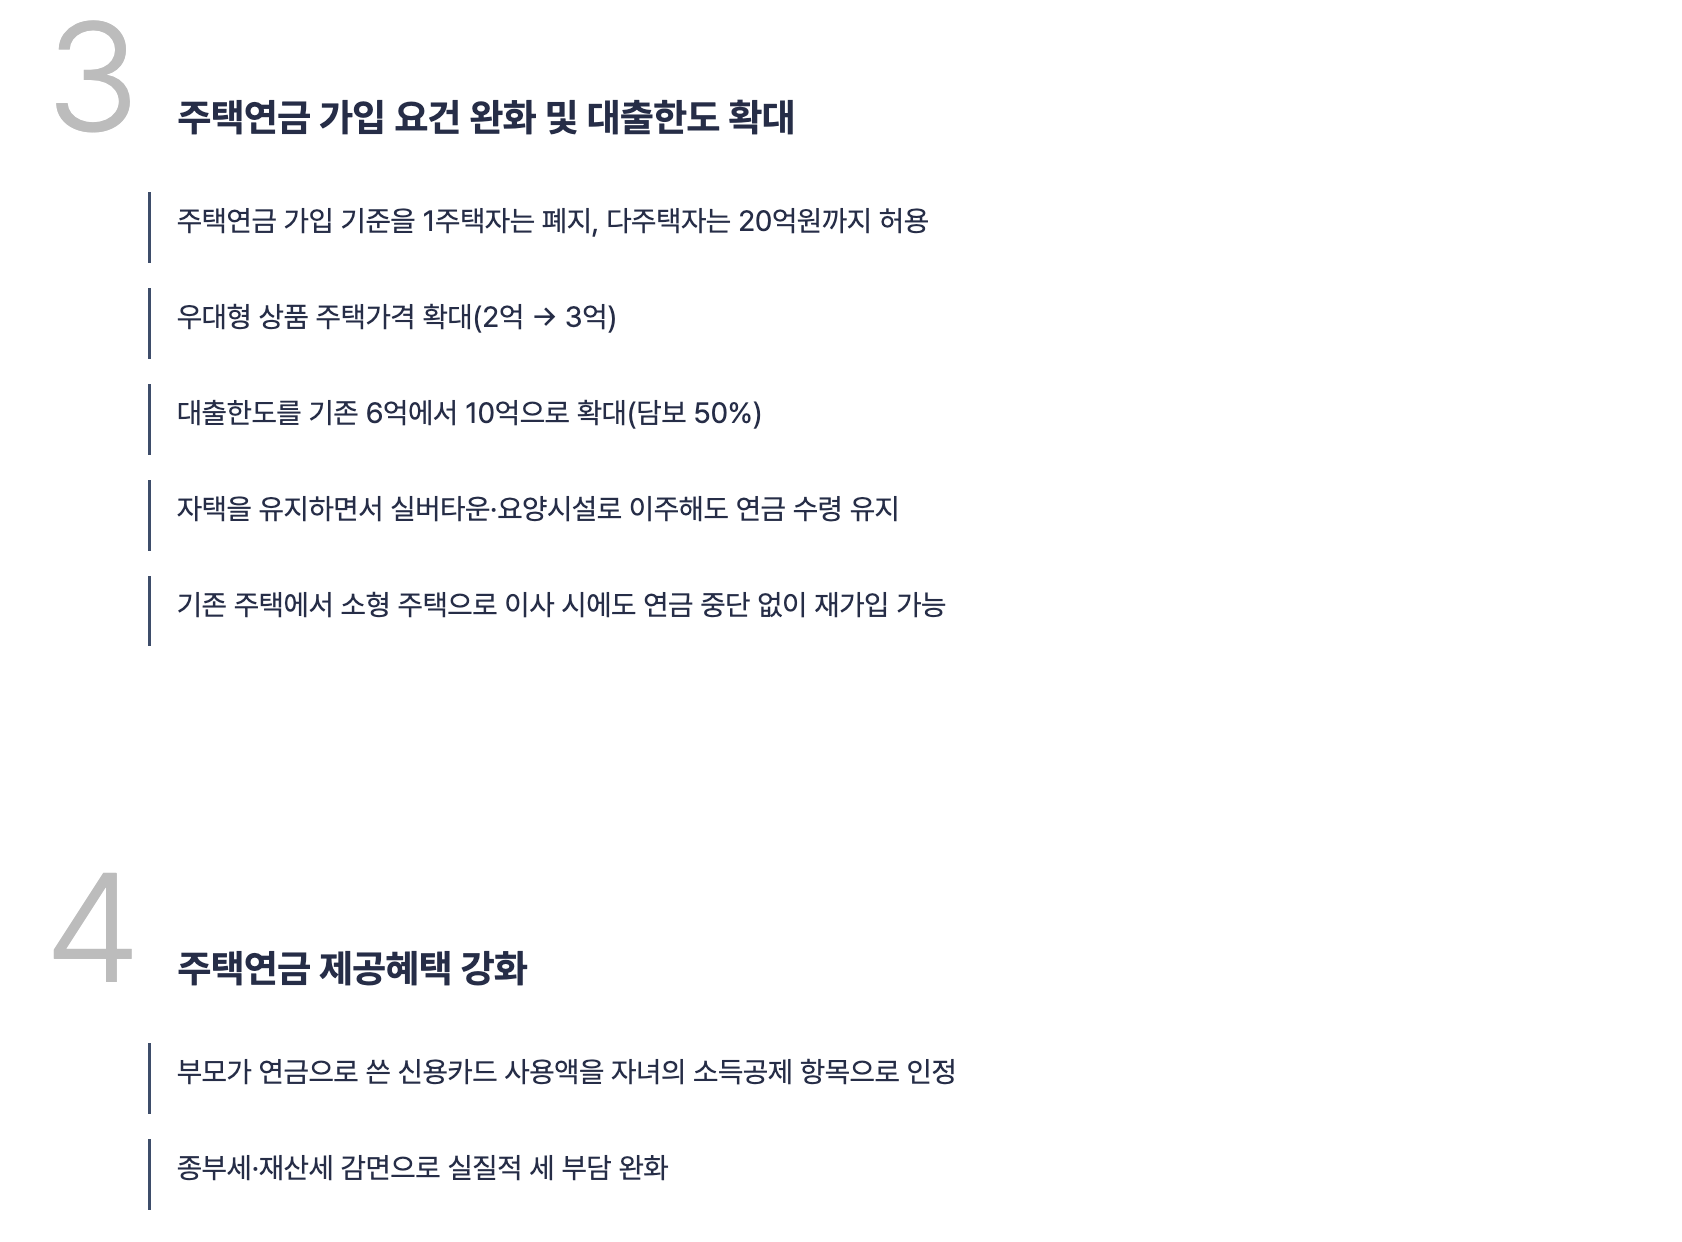 3
주택연금 가입 요건 완화 및 대출한도 확대
주택연금 가입 기준을 1주택자는 폐지, 다주택자는 20억원까지 허용
우대형 상품 주택가격 확대(2억 → 3억)
대출한도를 기존 6억에서 10억으로 확대(담보 50%)
자택을 유지하면서 실버타운·요양시설로 이주해도 연금 수령 유지
기존 주택에서 소형 주택으로 이사 시에도 연금 중단 없이 재가입 가능
4
주택연금 제공혜택 강화
부모가 연금으로 쓴 신용카드 사용액을 자녀의 소득공제 항목으로 인정
종부세·재산세 감면으로 실질적 세 부담 완화